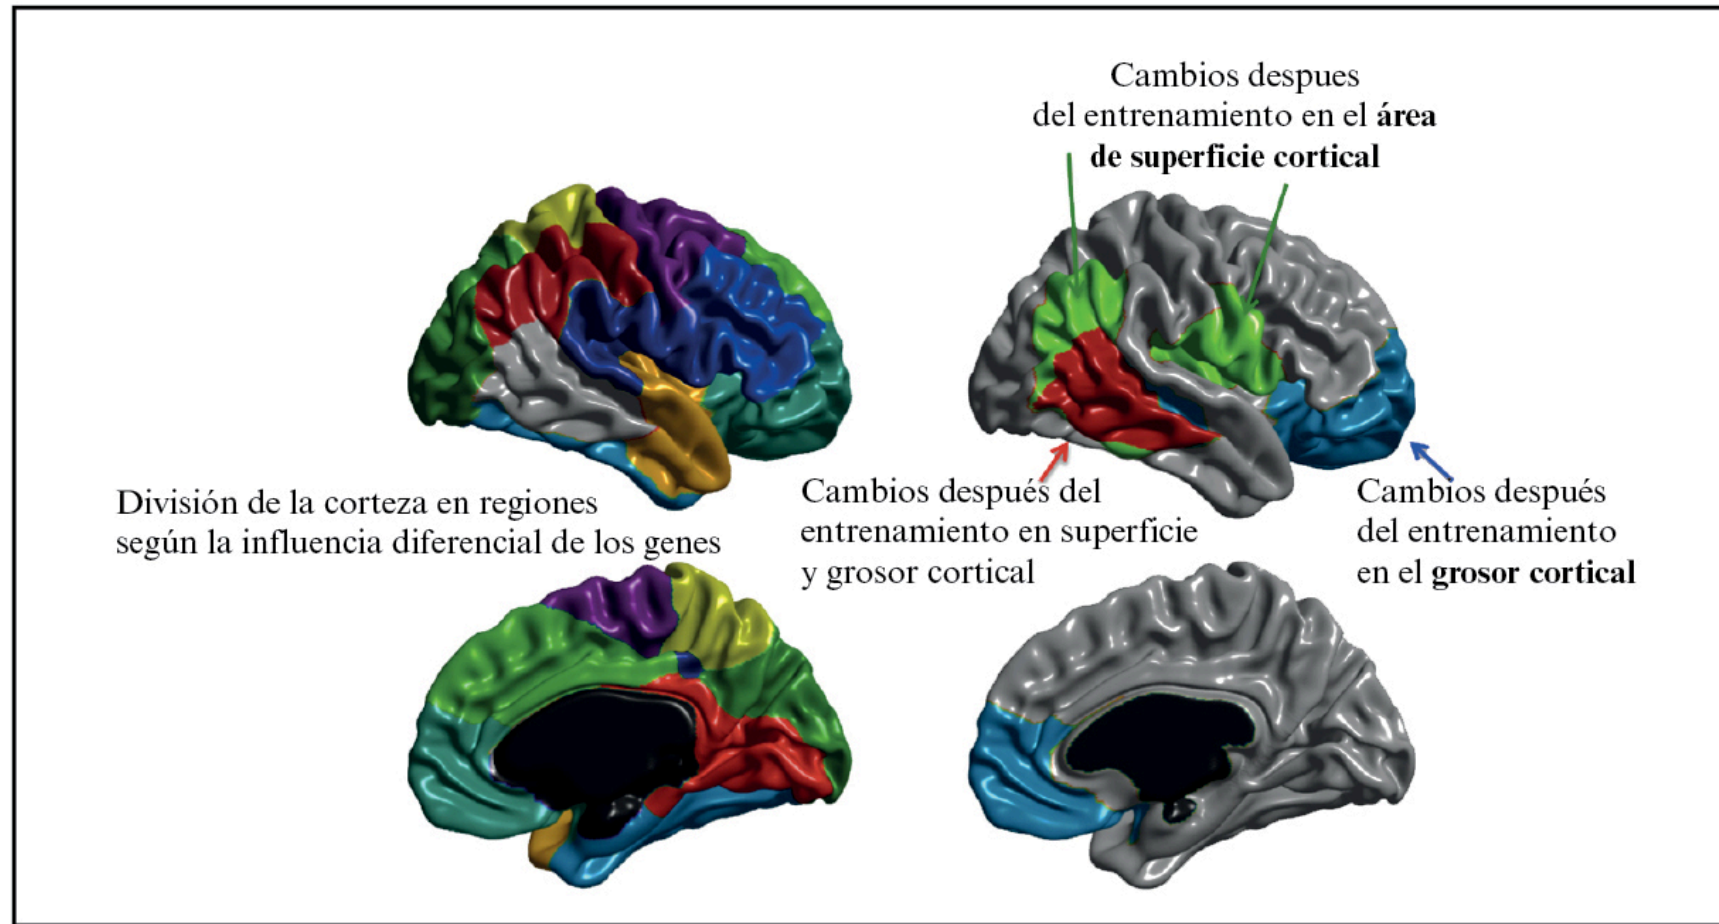 Cambios despues
del entrenamiento en el área
de superficie cortical
División de la corteza en regiones
según la influencia diferencial de los genes
Cambios después del
entrenamiento en superficie
y grosor cortical
Cambios después
del entrenamiento
en el grosor cortical